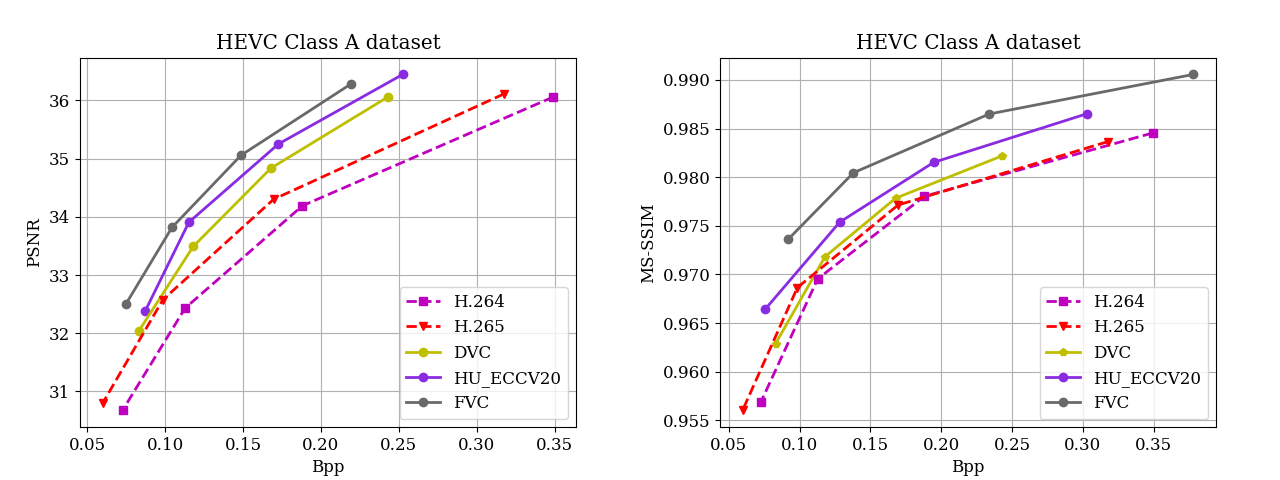 HEVC Class A dataset
PSNR
36
35
34
33
32
31
0.05 0.10 0.15 0.20 0.25 0.30 0.35
Bpp
H.264
H.265
DVC
HU_ECCV20
FVC
HEVC Class A dataset
MS-SSIM
0.990
0.985
0.980
0.975
0.970
0.965
0.960
0.955
0.05 0.10 0.15 0.20 0.25 0.30 0.35
Bpp
H.264
H.265
DVC
HU_ECCV20
FVC